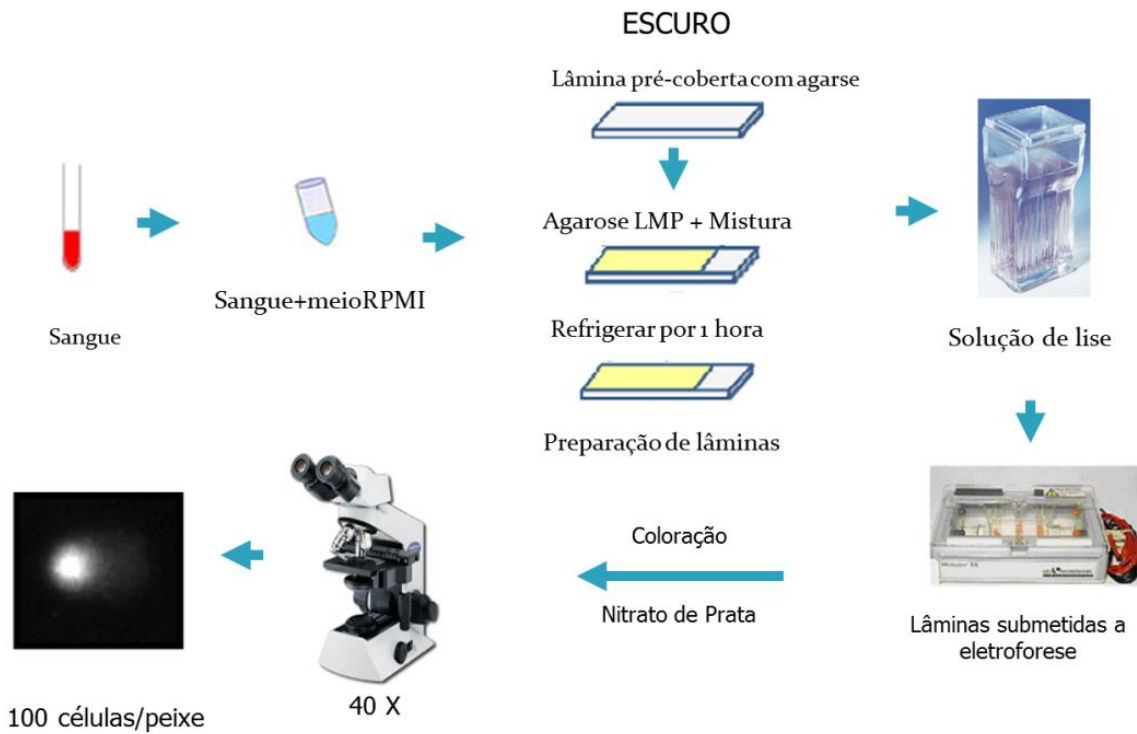 ESCURO
Lâmina pré-coberta com agarse
Sangue
Sangue+meioRPMI
Agarose LMP + Mistura
Refrigerar por 1 hora
Preparação de lâminas
Solução de lise
Lâminas submetidas a
eletroforese
Coloração
Nitrato de Prata
40 X
100 células/peixe